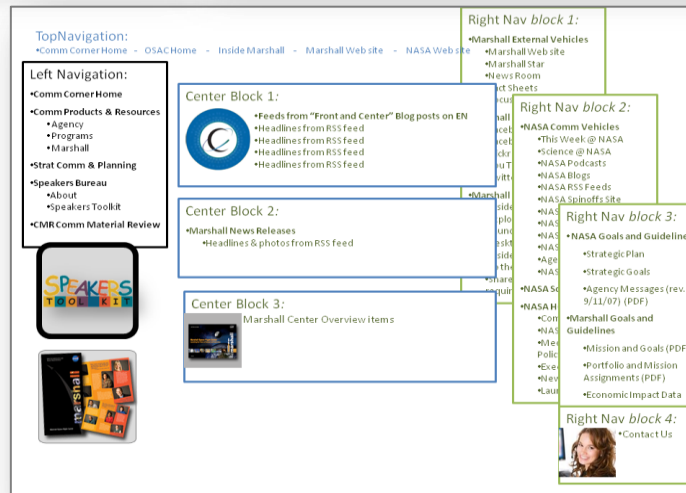 TopNavigation:
•Comm Corner Home - OSAC Home - Inside Marshall - Marshall Web site - NASA Web site
Left Navigation:
•Comm Corner Home
•Comm Products & Resources
•Agency
•Programs
•Marshall
•Strat Comm & Planning
•Speakers Bureau
•About
•Speakers Toolkit
•CMR Comm Material Review
SPEAKERS
TOOL KIT
marshall
Center Block 1:
•Feeds from “Front and Center” Blog posts on EN
•Headlines from RSS feed
•Headlines from RSS feed
•Headlines from RSS feed
•Headlines from RSS feed
Center Block 2:
•Marshall News Releases
•Headlines & photos from RSS feed
Center Block 3:
Marshall Center Overview items
Right Nav block 1:
•Marshall External Vehicles
•Marshall Web site
•Marshall Star
•News Room
Sheets
•Marshall
Right Nav block 2:
•NASA Comm Vehicles
•This Week @ NASA
•Science @ NASA
•NASA Podcasts
•NASA Blogs
•NASA RSS Feeds
•NASA Spinoffs Site
Right Nav block 3:
•NASA Goals and Guideline
•Strategic Plan
•Strategic Goals
•Agency Messages (rev.
9/11/07) (PDF)
•Marshall Goals and
Guidelines
•Mission and Goals (PDF
•Portfolio and Mission
Assignments (PDF)
•Economic Impact Data
Right Nav block 4:
•Contact Us